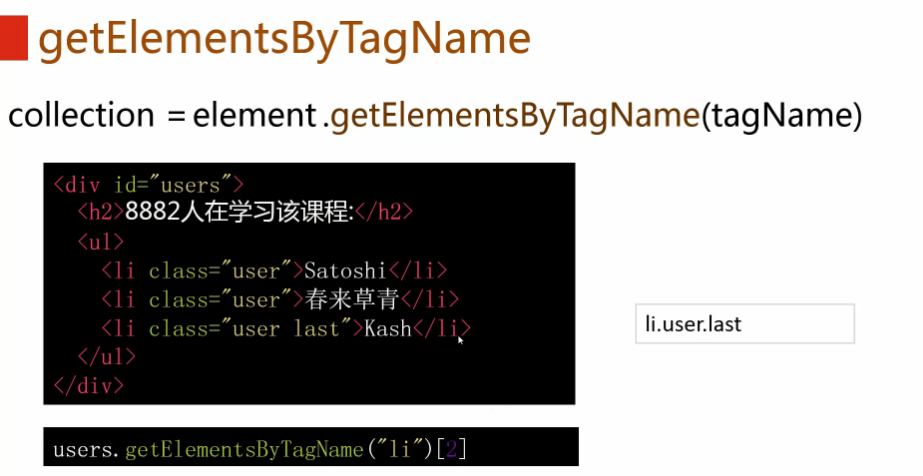 getElementsByTagName
collection = element.getElementsByTagName(tagName)
<div id="users">
<h2>8882人在学习该课程:</h2>
<ul>
<li class="user">Satoshi</li>
<li class="user">春来草青</li>
<li class="user last">Kash</li>
</ul>
</div>
li.user.last
users.getElementsByTagName("li")[2]